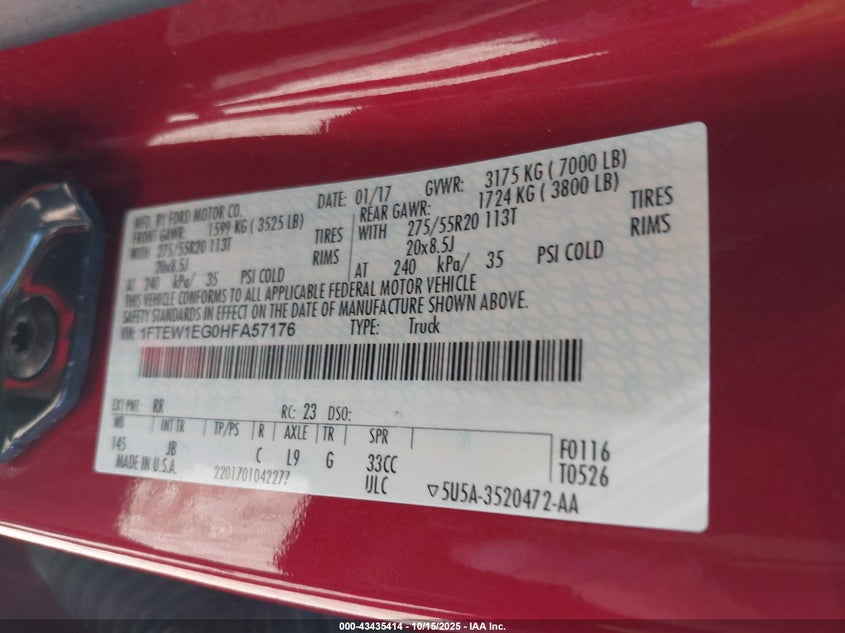 MFD. BY FORD MOTOR CO.
DATE: 01/17 GVWR: 3175 KG ( 7000 LB)
FRONT GAWR: 1599 KG ( 3525 LB)
REAR GAWR: 1724 KG ( 3800 LB)
WITH 275/55R20 113T TIRES
WITH 275/55R20 113T TIRES
20x8.5J RIMS
20x8.5J RIMS
AT 240 kPa/ 35 PSI COLD
AT 240 kPa/ 35 PSI COLD
THIS VEHICLE CONFORMS TO ALL APPLICABLE FEDERAL MOTOR VEHICLE
SAFETY STANDARDS IN EFFECT ON THE DATE OF MANUFACTURE SHOWN ABOVE.
VIN: 1FTEW1EG0HFA57176 TYPE: Truck
EXT PNT: RR RC: 23 DSO:
WB INT TR TP/PS R AXLE TR SPR
145 JB C L9 G 33CC F0116
MADE IN U.S.A. 2201701042277 ULC T0526
▽5U5A-3520472-AA
000-43435414 - 10/15/2025 - IAA Inc.